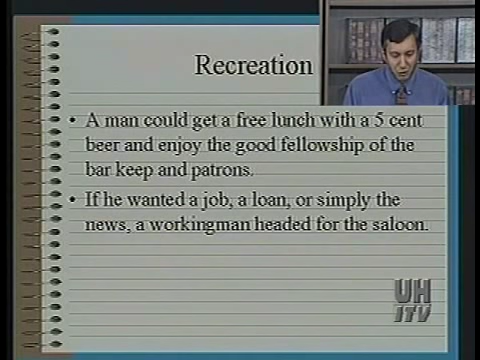 Recreation
• A man could get a free lunch with a 5 cent
beer and enjoy the good fellowship of the
bar keep and patrons.
• If he wanted a job, a loan, or simply the
news, a workingman headed for the saloon.
UH
ITV